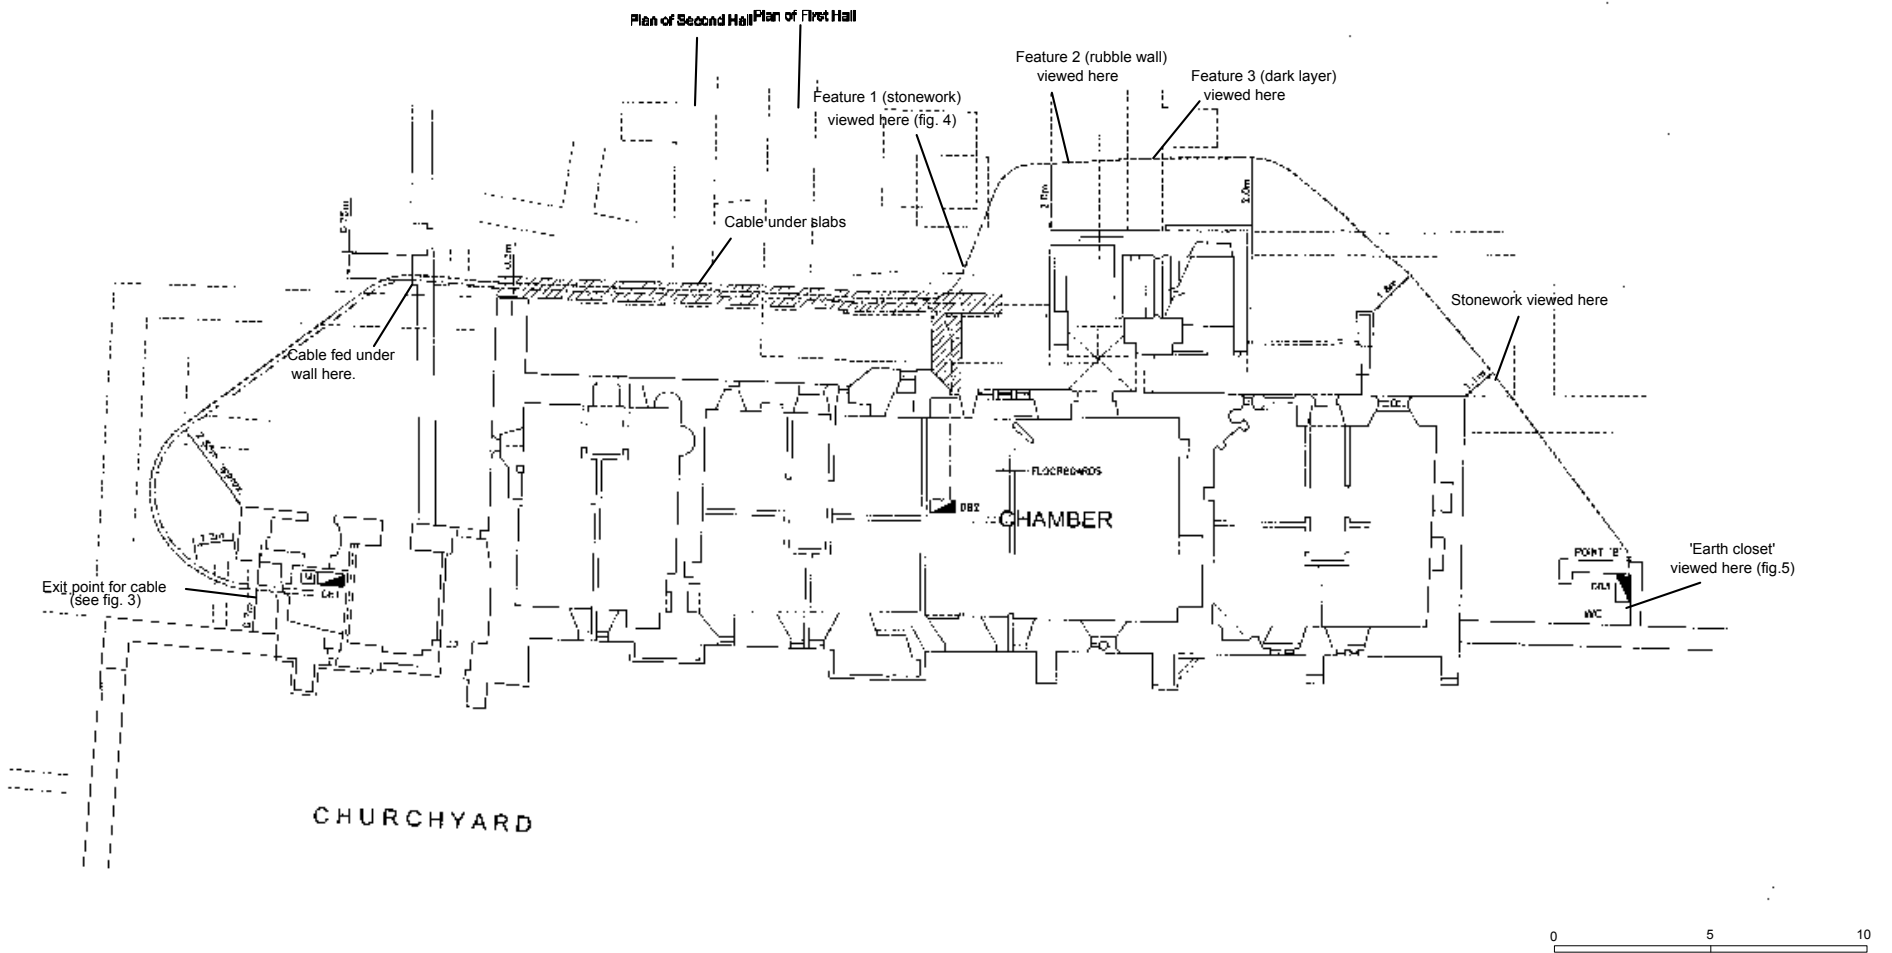 Plan of Second Hall
Plan of First Hall
Feature 2 (rubble wall)
viewed here
Feature 3 (dark layer)
viewed here
Feature 1 (stonework)
viewed here (fig. 4)
2.0m
Cable under slabs
Stonework viewed here
Cable fed under
wall here.
FLOORBOARDS
DB2
CHAMBER
POINT 'B'
'Earth closet'
viewed here (fig.5)
WC
Exit point for cable
(see fig. 3)
CHURCHYARD
0 5 10